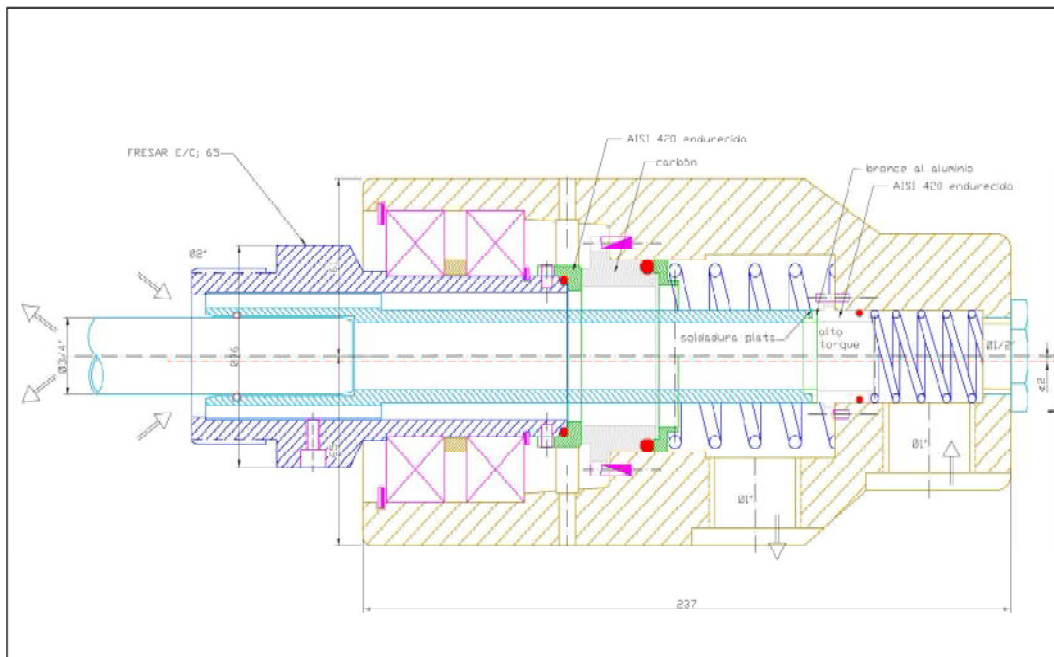 AISI 420 endurecido
FRESAR E/C; 65
carbón
bronce al aluminio
AISI 420 endurecido
Ø2"
Ø3/4"
soldadura plata
alto
torque
Ø1/2"
42
Ø1"
Ø1"
237